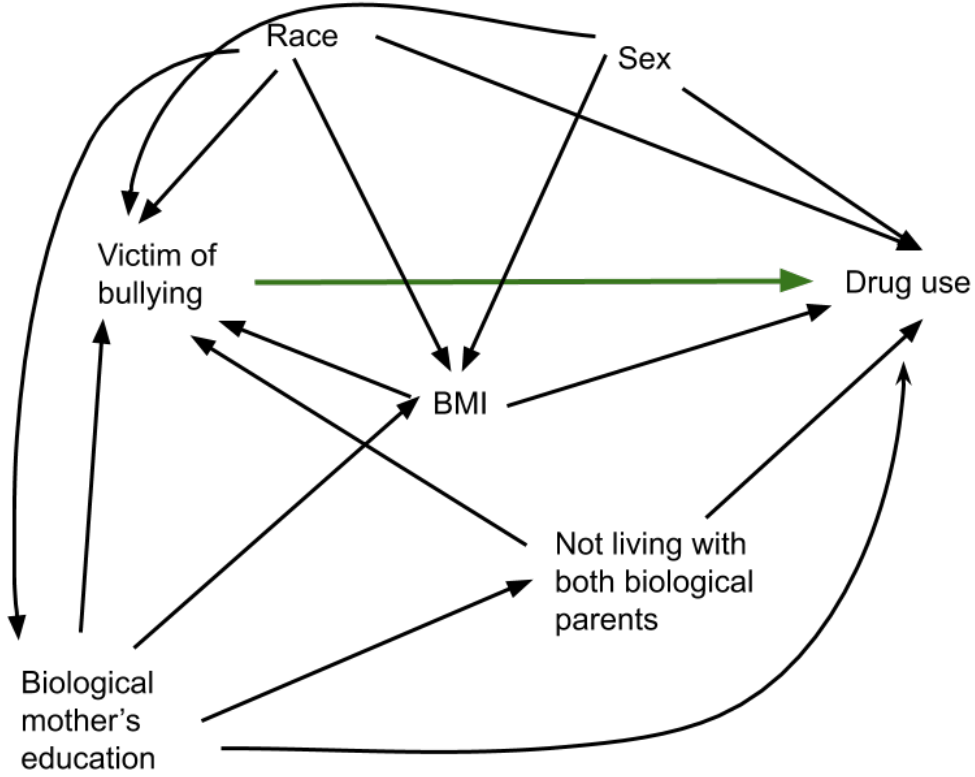 Race
Sex
Victim of
bullying
Drug use
BMI
Not living with
both biological
parents
Biological
mother’s
education